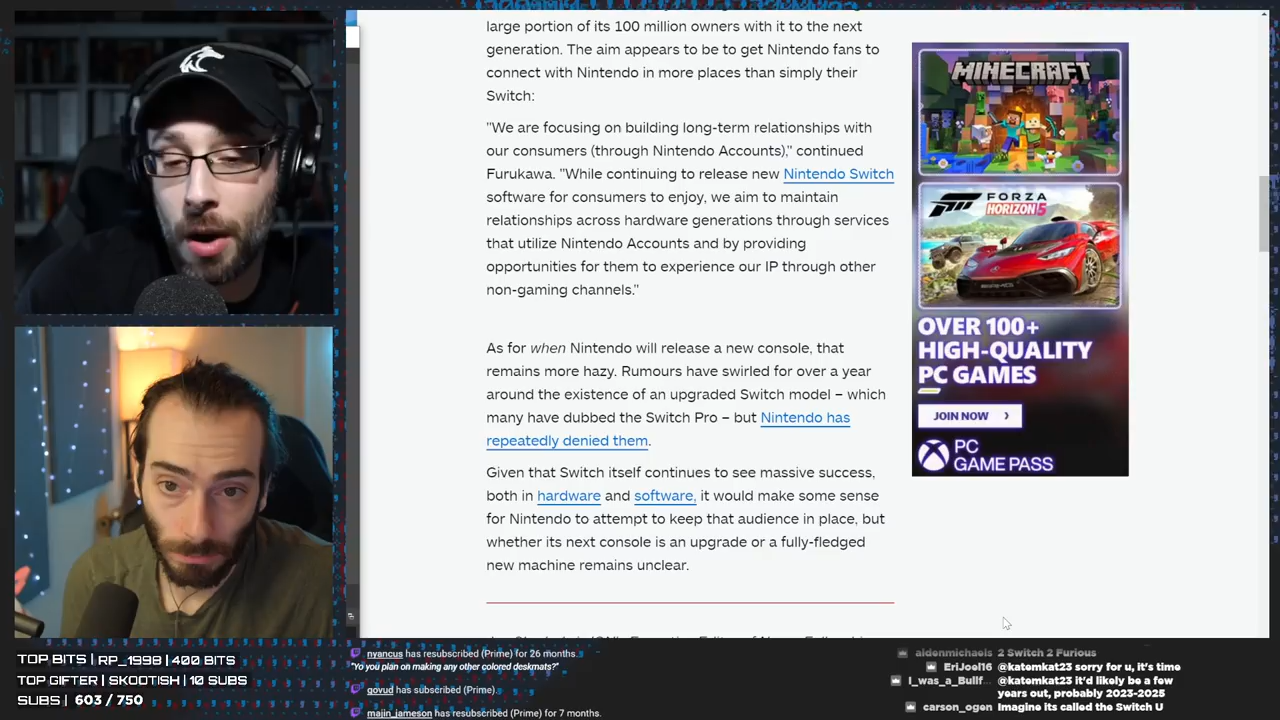 large portion of its 100 million owners with it to the next
generation. The aim appears to be to get Nintendo fans to
connect with Nintendo in more places than simply their
Switch:
"We are focusing on building long-term relationships with
our consumers (through Nintendo Accounts)," continued
Furukawa. "While continuing to release new Nintendo Switch
software for consumers to enjoy, we aim to maintain
relationships across hardware generations through services
that utilize Nintendo Accounts and by providing
opportunities for them to experience our IP through other
non-gaming channels."
As for when Nintendo will release a new console, that
remains more hazy. Rumours have swirled for over a year
around the existence of an upgraded Switch model – which
many have dubbed the Switch Pro – but Nintendo has
repeatedly denied them.
Given that Switch itself continues to see massive success,
both in hardware and software, it would make some sense
for Nintendo to attempt to keep that audience in place, but
whether its next console is an upgrade or a fully-fledged
new machine remains unclear.
MINECRAFT
FORZA
HORIZON 5
OVER 100+
HIGH-QUALITY
PC GAMES
JOIN NOW
PC
GAME PASS
TOP BITS | RP_1998 | 400 BITS
TOP GIFTER | SKOOTISH | 10 SUBS
SUBS | 603 / 750
nyancus has resubscribed (Prime) for 26 months.
"Yo you plan on making any other colored deskmats?"
govud has subscribed (Prime).
majin_jameson has resubscribed (Prime) for 7 months.
aidenmichaels 2 Switch 2 Furious
EriJoel16 @katemkat23 sorry for u, it's time
I_was_a_Bullf... @katemkat23 it'd likely be a few
years out, probably 2023-2025
carson_ogen Imagine its called the Switch U